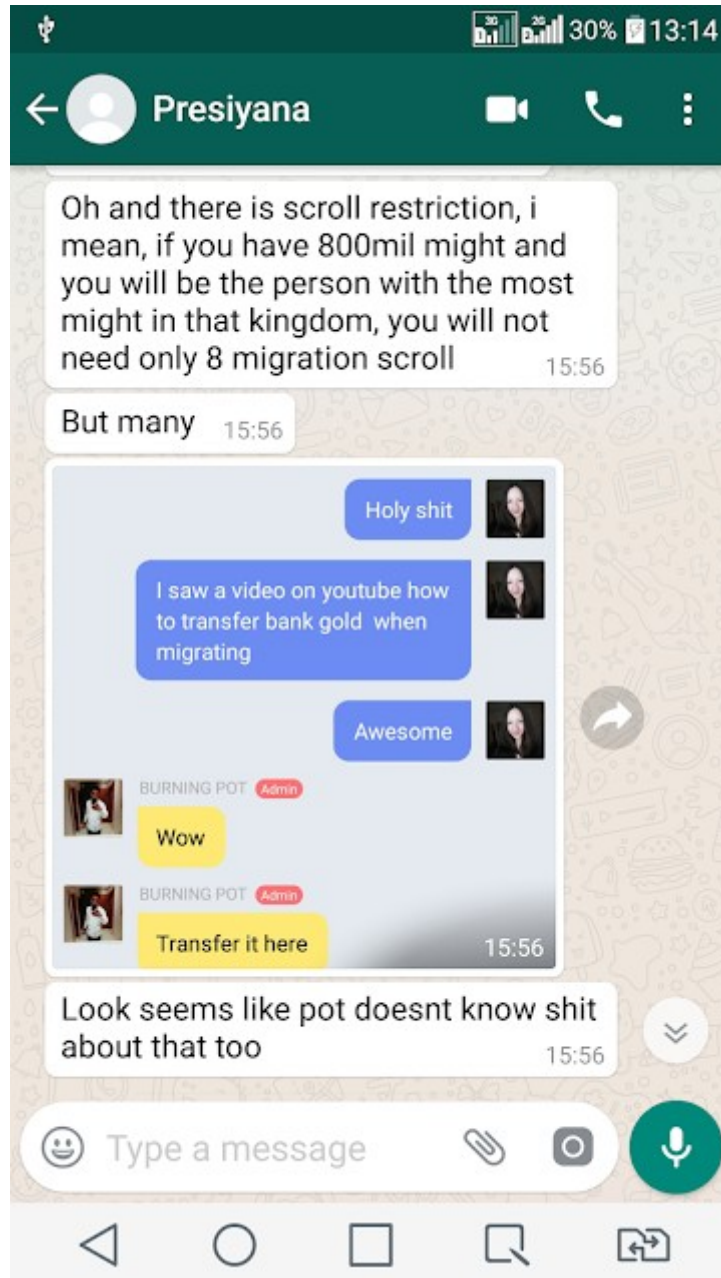 30% 13:14
Presiyana
Oh and there is scroll restriction, i
mean, if you have 800mil might and
you will be the person with the most
might in that kingdom, you will not
need only 8 migration scroll
15:56
But many 15:56
Holy shit
I saw a video on youtube how
to transfer bank gold when
migrating
Awesome
BURNING POT Admin
Wow
BURNING POT Admin
Transfer it here
15:56
Look seems like pot doesnt know shit
about that too
15:56
Type a message